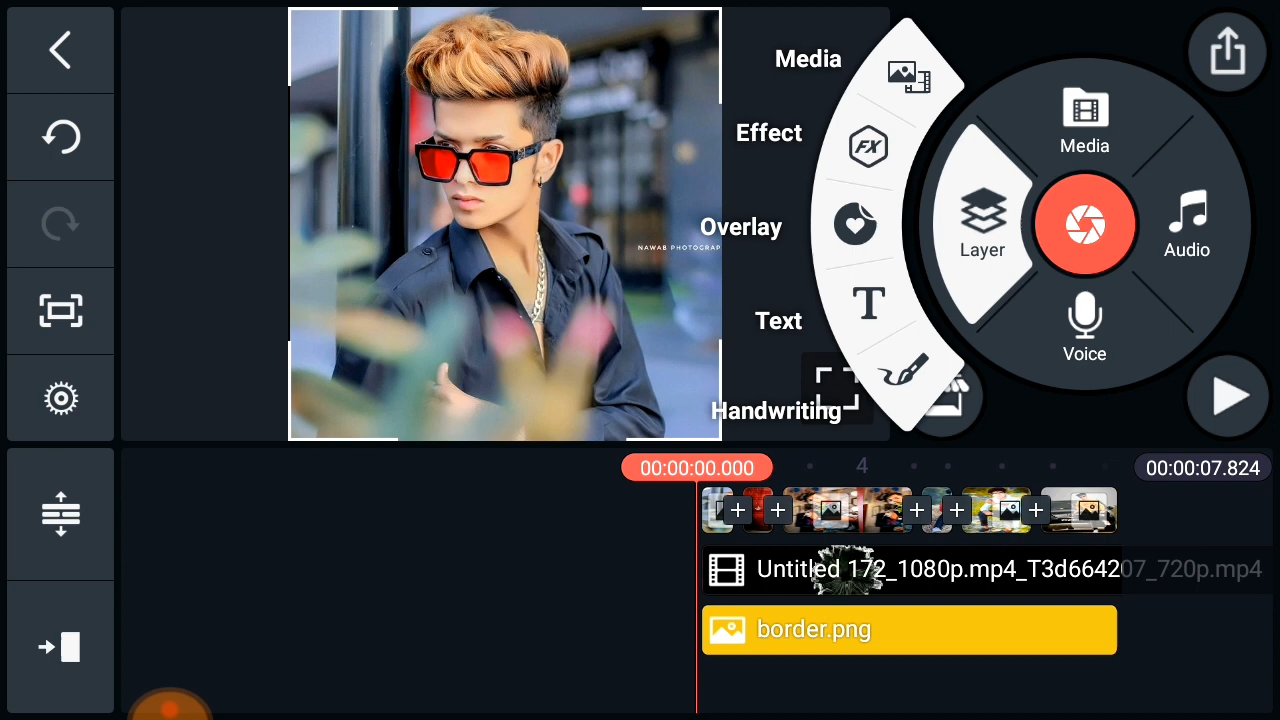 Media
Effect
Overlay
Text
Handwriting
FX
T
Media
Layer
Audio
Voice
NAWAB PHOTOGRAP
00:00:00.000
4
00:00:07.824
Untitled 172_1080p.mp4_T3d664207_720p.mp4
border.png